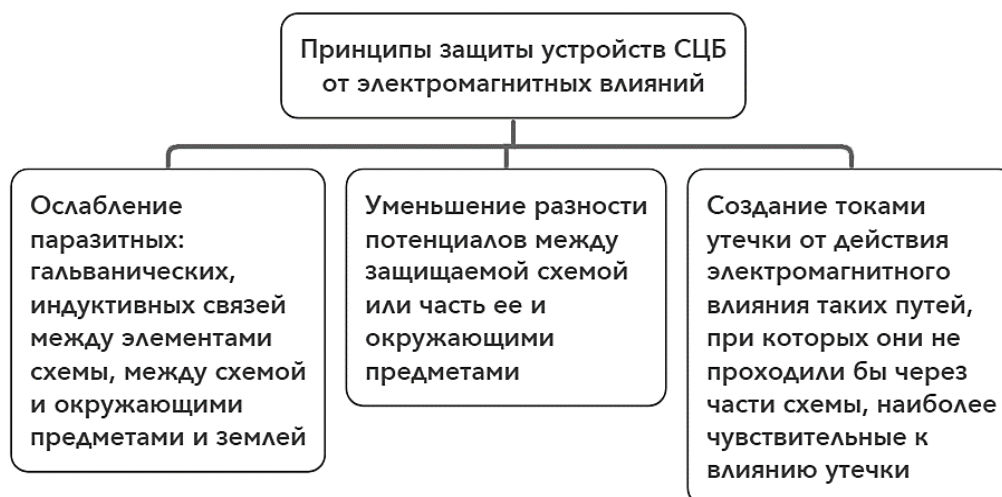 Принципы защиты устройств СЦБ
от электромагнитных влияний
Ослабление
паразитных:
гальванических,
индуктивных связей
между элементами
схемы, между схемой
и окружающими
предметами и землей
Уменьшение разности
потенциалов между
защищаемой схемой
или часть ее и
окружающими
предметами
Создание токами
утечки от действия
электромагнитного
влияния таких путей,
при которых они не
проходили бы через
части схемы, наиболее
чувствительные к
влиянию утечки